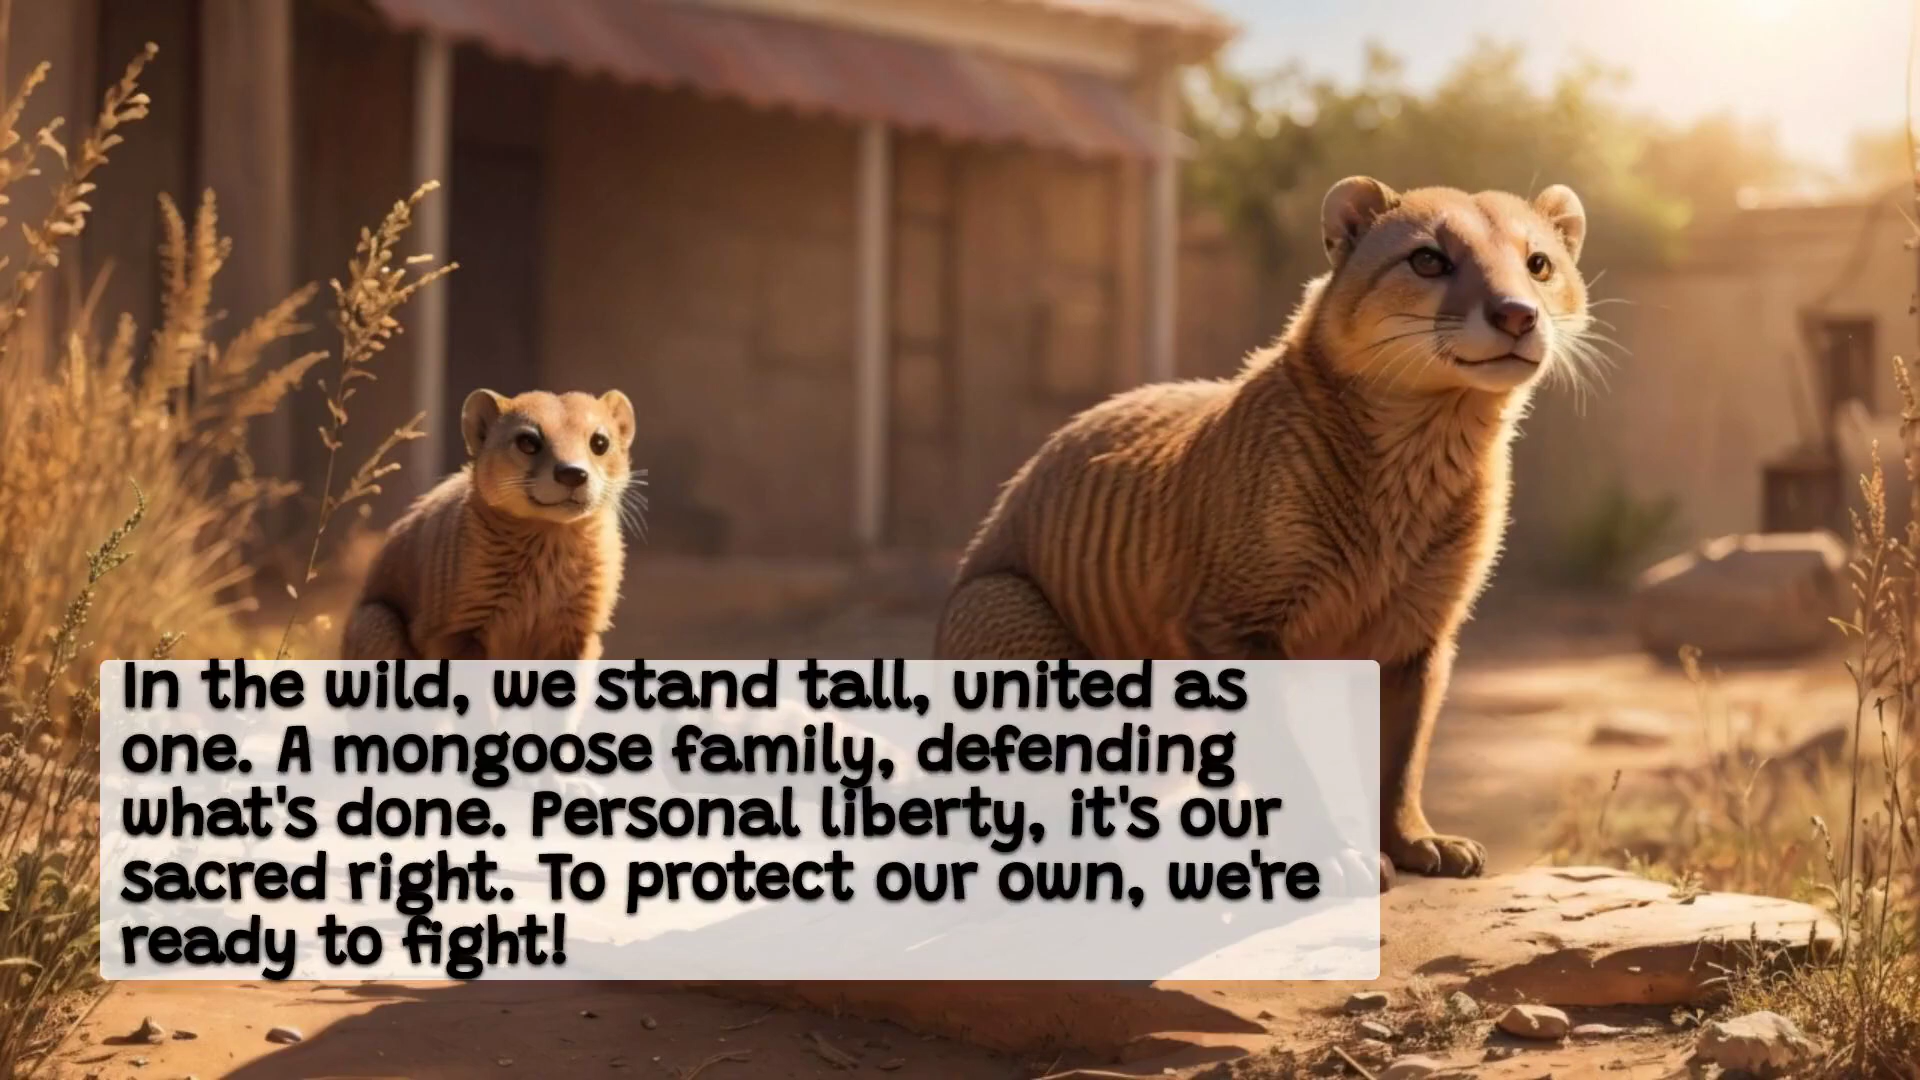 In the wild, we stand tall, united as
one. A mongoose family, defending
what's done. Personal liberty, it's our
sacred right. To protect our own, we're
ready to fight!